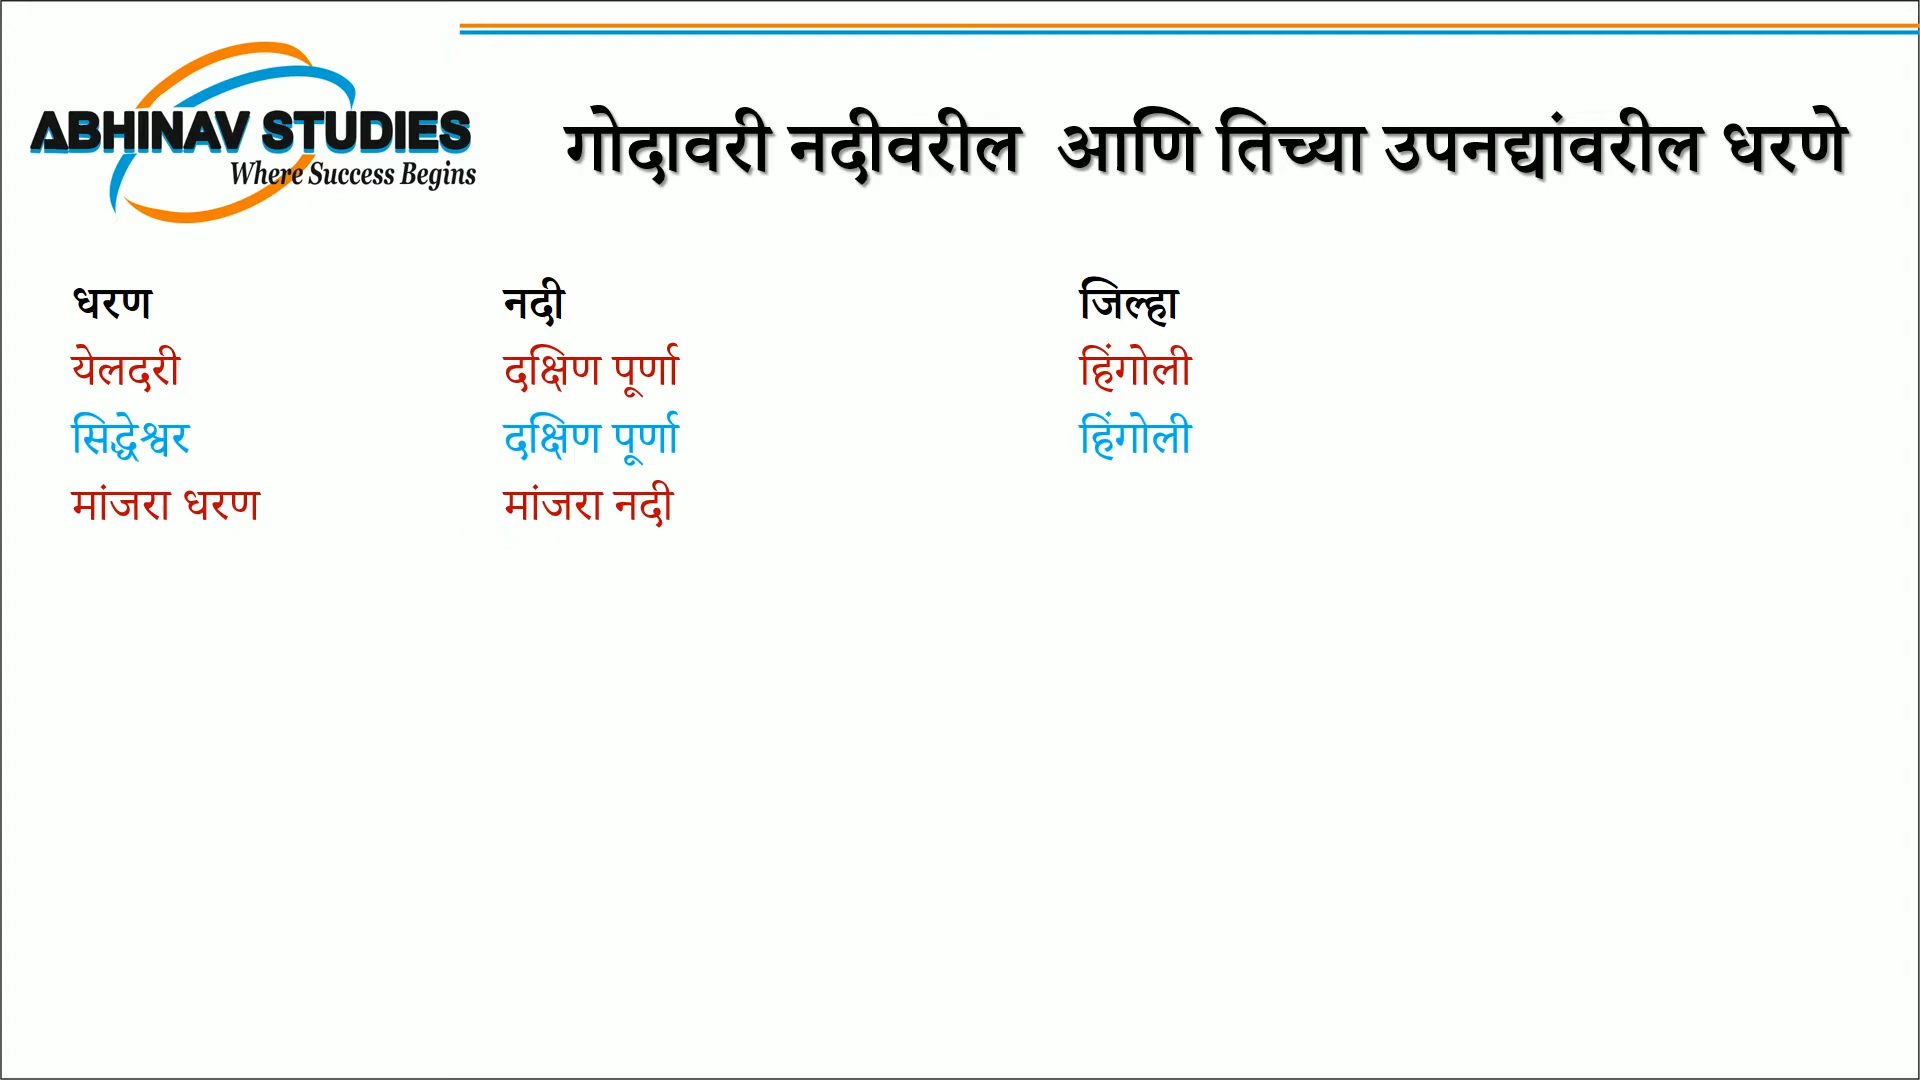 ABHINAV STUDIES
Where Success Begins
गोदावरी नदीवरील आणि तिच्या उपनद्यांवरील धरणे
धरण नदी जिल्हा
येलदरी दक्षिण पूर्णा हिंगोली
सिद्धेश्वर दक्षिण पूर्णा हिंगोली
मांजरा धरण मांजरा नदी